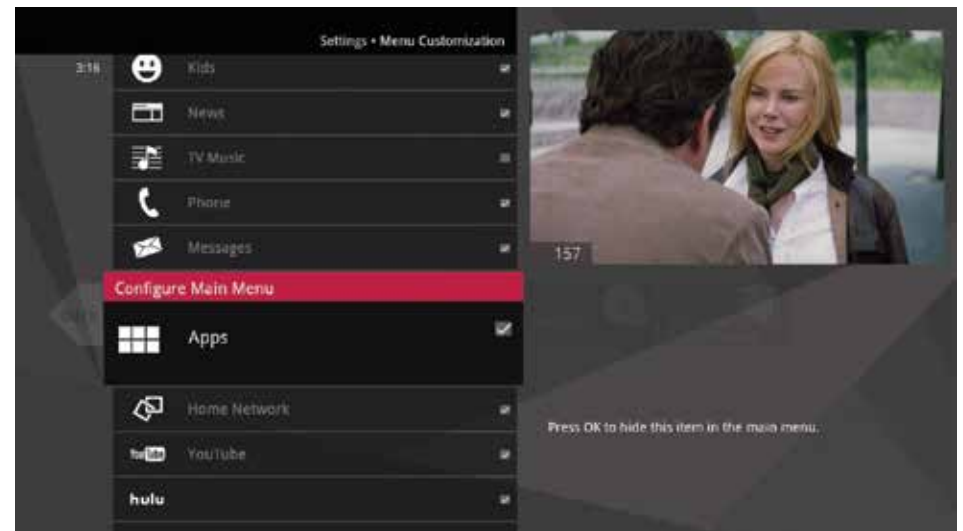 Settings • Menu Customization
3:16
Kids
News
TV Music
Phone
Messages
157
Configure Main Menu
Apps
Home Network
Press OK to hide this item in the main menu.
YouTube
YouTube
hulu